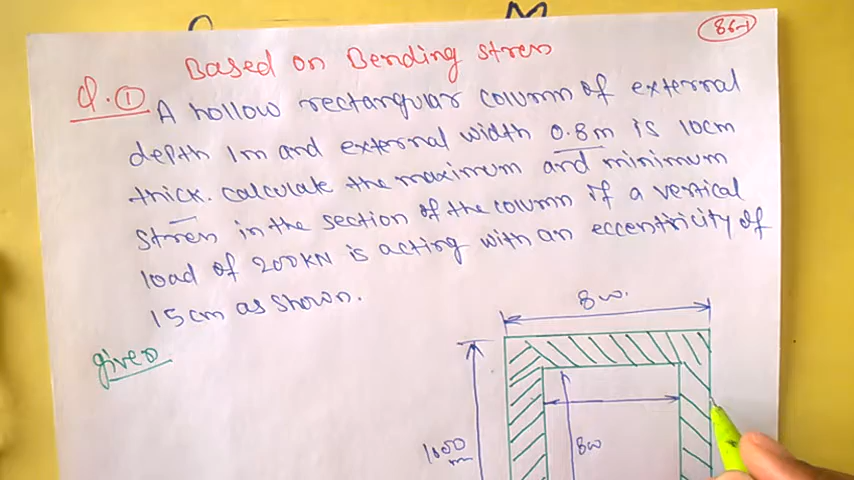 86-1
Based on Bending stren
Q.① A hollow rectangular column of external
depth 1m and external width 0.8m is 10cm
thick. calculate the maximum and minimum
stren in the section of the column if a vertical
load of 200kN is acting with an eccentricity of
15cm as shown.
given
800
1000
mm
800